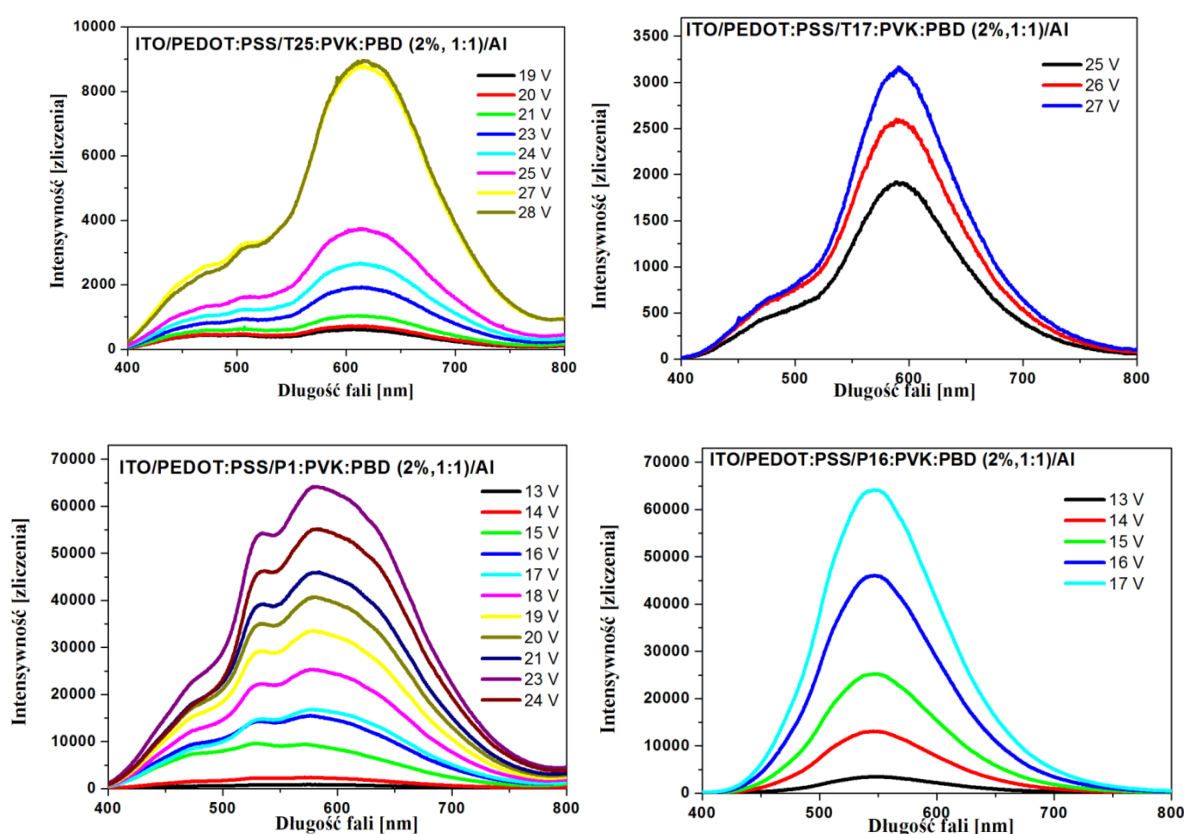 ITO/PEDOT:PSS/T25:PVK:PBD (2%, 1:1)/Al
Intensywność [zliczenia]
10000
8000
6000
4000
2000
0
19 V
20 V
21 V
23 V
24 V
25 V
27 V
28 V
400 500 600 700 800
Długość fali [nm]
ITO/PEDOT:PSS/T17:PVK:PBD (2%,1:1)/Al
Intensywność [zliczenia]
3500
3000
2500
2000
1500
1000
500
0
25 V
26 V
27 V
400 500 600 700 800
Długość fali [nm]
ITO/PEDOT:PSS/P1:PVK:PBD (2%,1:1)/Al
Intensywność [zliczenia]
70000
60000
50000
40000
30000
20000
10000
0
13 V
14 V
15 V
16 V
17 V
18 V
19 V
20 V
21 V
23 V
24 V
400 500 600 700 800
Długość fali [nm]
ITO/PEDOT:PSS/P16:PVK:PBD (2%,1:1)/Al
Intensywność [zliczenia]
70000
60000
50000
40000
30000
20000
10000
0
13 V
14 V
15 V
16 V
17 V
400 500 600 700 800
Długość fali [nm]